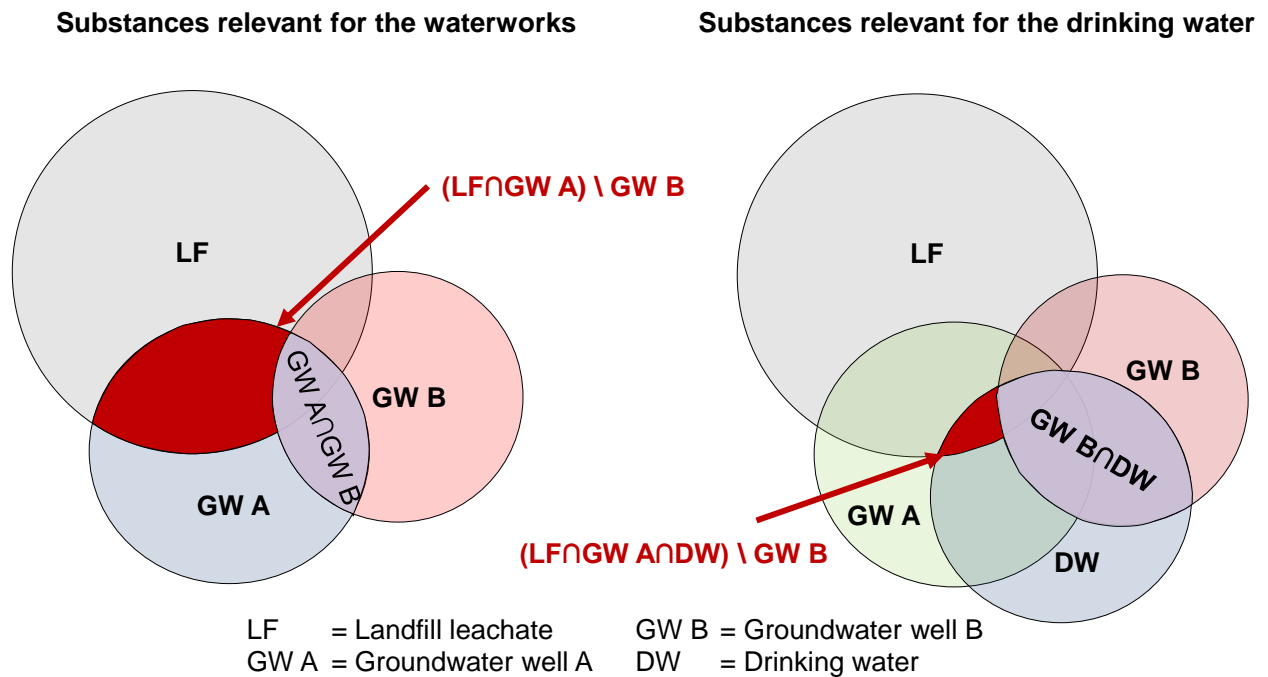 Substances relevant for the waterworks
Substances relevant for the drinking water
(LF∩GW A) \ GW B
LF
GW A∩GW B
GW B
GW A
LF
GW B
GW B∩DW
GW A
(LF∩GW A∩DW) \ GW B
DW
LF = Landfill leachate
GW A = Groundwater well A
GW B = Groundwater well B
DW = Drinking water